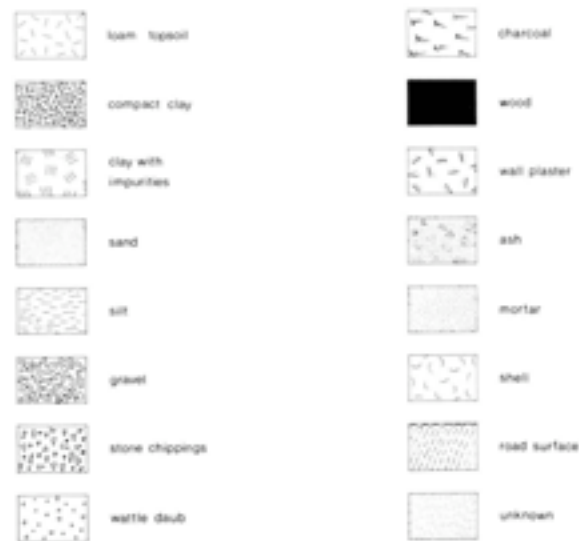 loam topsoil
compact clay
clay with
impurities
sand
silt
gravel
stone chippings
wattle daub
charcoal
wood
wall plaster
ash
mortar
shell
road surface
unknown